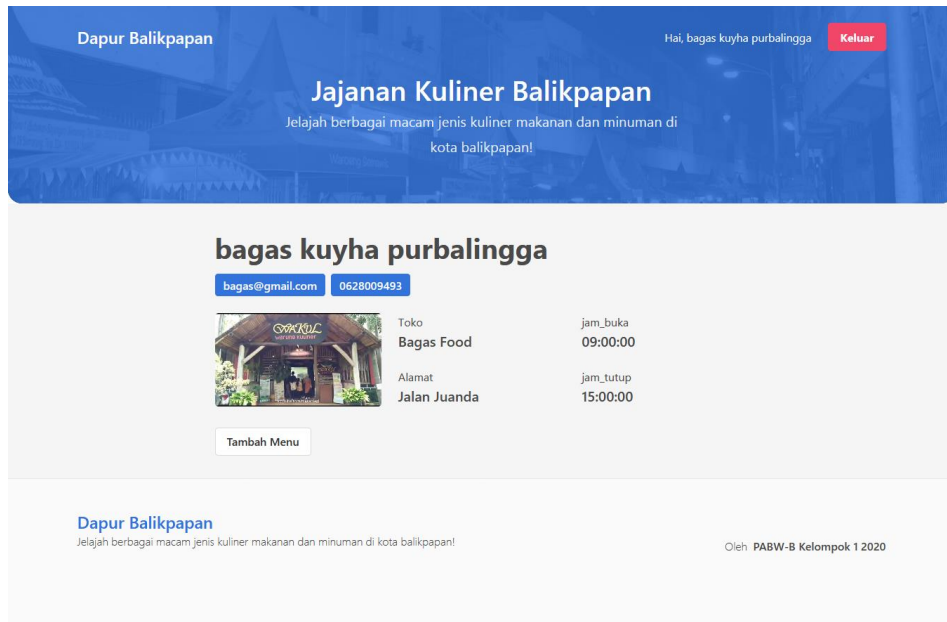 Dapur Balikpapan
Hai, bagas kuyha purbalingga
Keluar
Jajanan Kuliner Balikpapan
Jelajah berbagai macam jenis kuliner makanan dan minuman di
kota balikpapan!
bagas kuyha purbalingga
bagas@gmail.com
0628009493
WAKUL
warung kuliner
Toko
Bagas Food
jam_buka
09:00:00
Alamat
Jalan Juanda
jam_tutup
15:00:00
Tambah Menu
Dapur Balikpapan
Jelajah berbagai macam jenis kuliner makanan dan minuman di kota balikpapan!
Oleh PABW-B Kelompok 1 2020